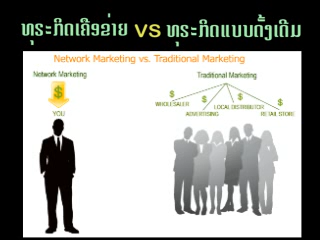 ທຸຣະກິດເຄືອຂ່າຍ VS ທຸຣະກິດແບບດັ້ງເດີມ
Network Marketing vs. Traditional Marketing
Network Marketing
$
YOU
Traditional Marketing
$ $ $ $
WHOLESALER
ADVERTISING
LOCAL DISTRIBUTOR
RETAIL STORE